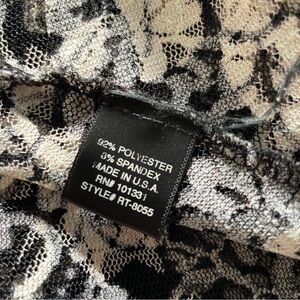 92% POLYESTER
8% SPANDEX
MADE IN U.S.A.
RN# 101331
STYLE# RT-8055